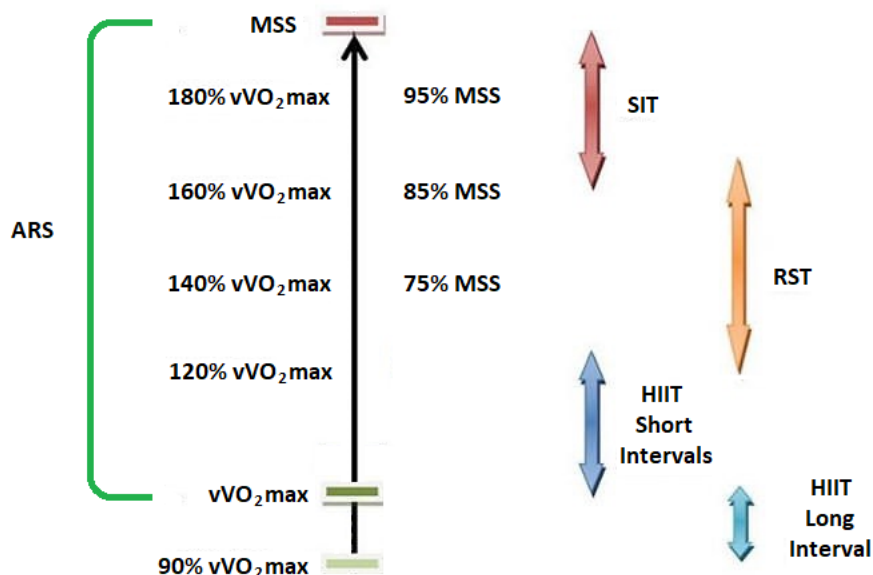 MSS
180% vVO₂max 95% MSS
SIT
160% vVO₂max 85% MSS
ARS
140% vVO₂max 75% MSS
RST
120% vVO₂max
HIIT
Short
Intervals
vVO₂max
HIIT
Long
Interval
90% vVO₂max